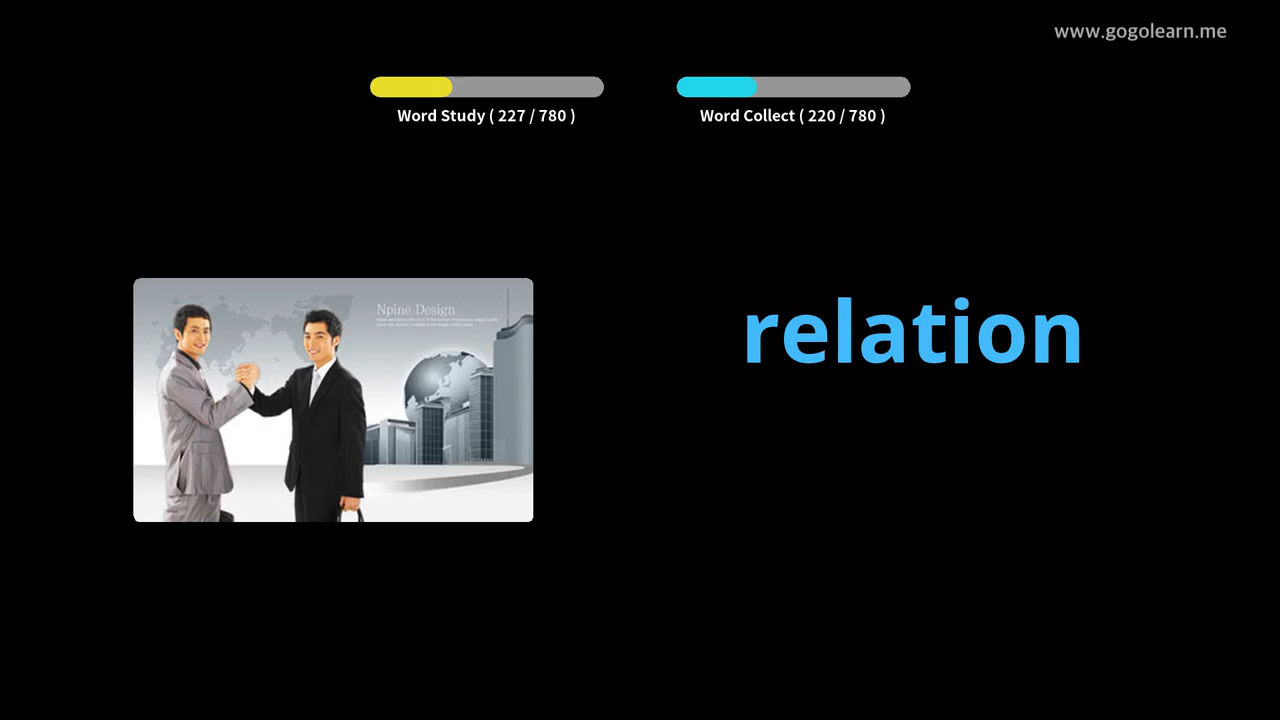 www.gogolearn.me
Word Study ( 227 / 780 )
Word Collect ( 220 / 780 )
Npine Design
relation